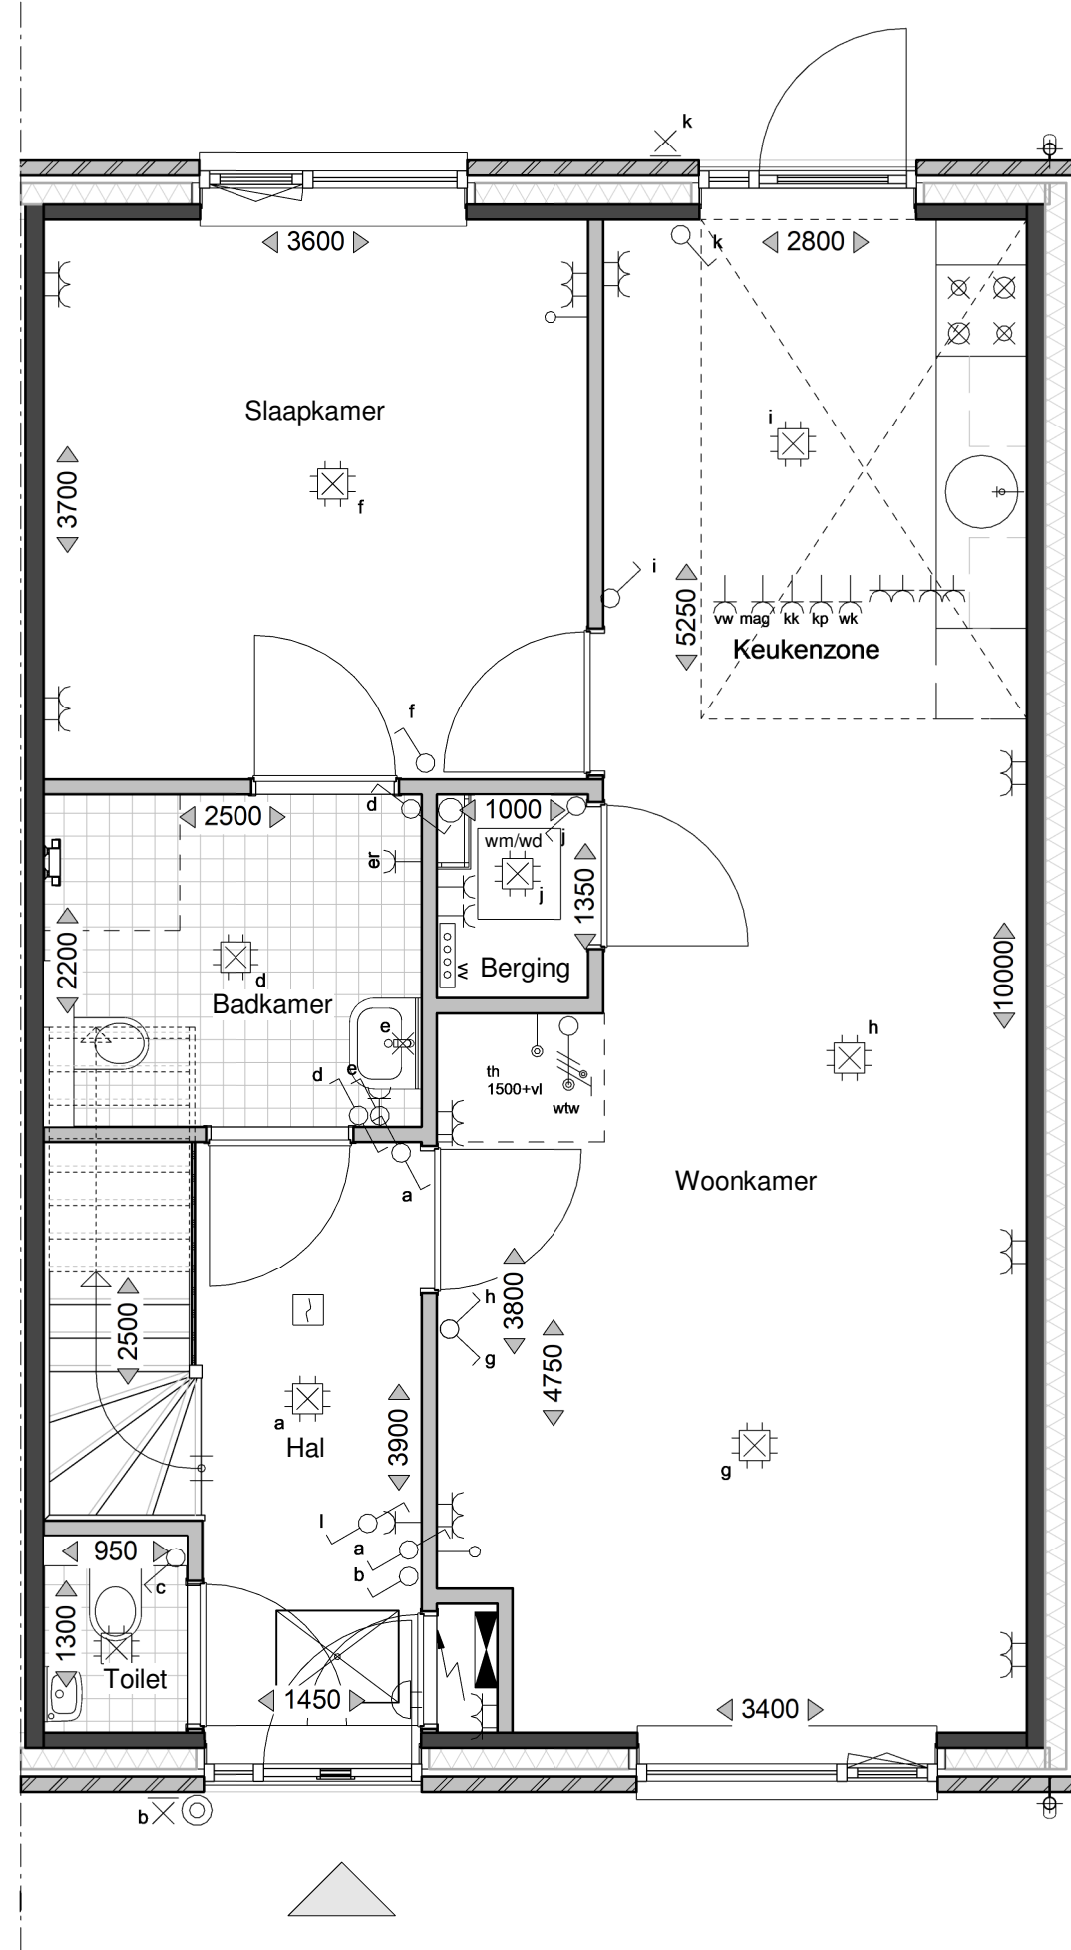 k
3600
k
2800
Slaapkamer
i
f
3700
i
5250
vw mag kk kp wk
Keukenzone
f
d
2500
1000
j
wm/wd
er
j
1350
2200
d
Badkamer
vv
Berging
10000
e
h
e
d
th
1500+vl
wtw
Woonkamer
a
h
3800
g
2500
4750
a
3900
Hal
g
l
a
950
b
c
1300
Toilet
1450
3400
b